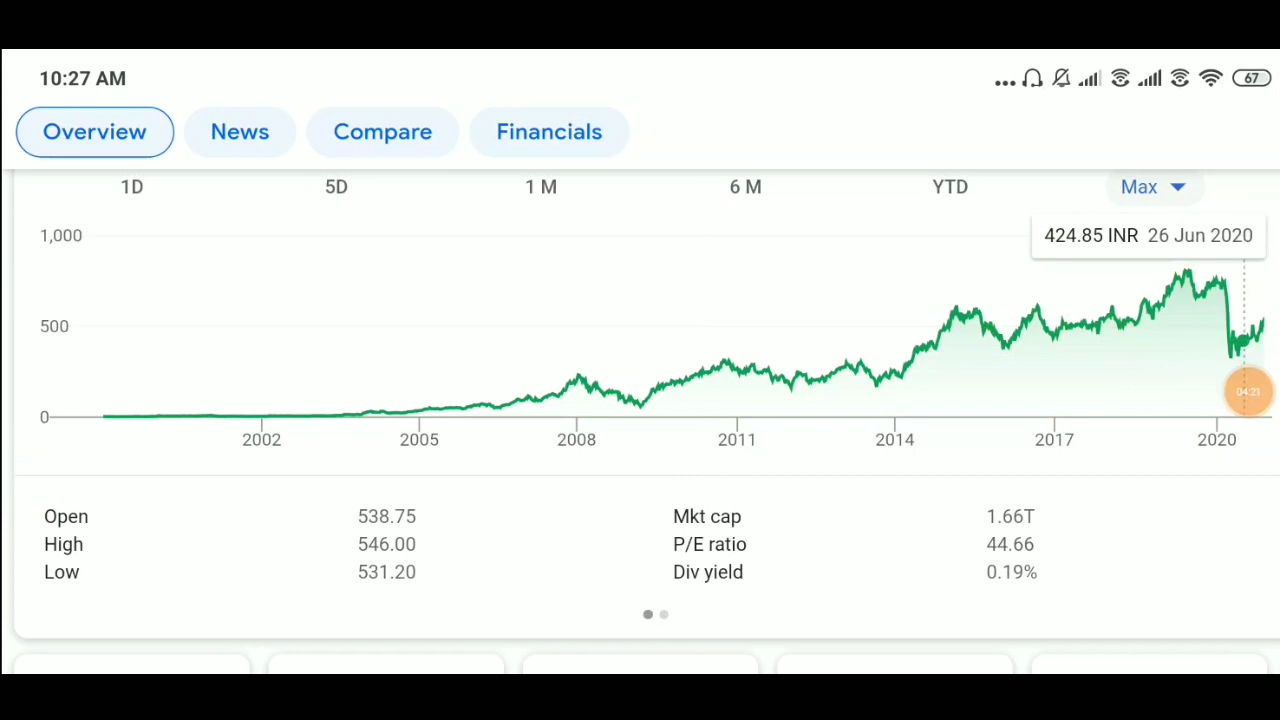 10:27 AM 67
Overview News Compare Financials
1D 5D 1 M 6 M YTD Max
424.85 INR 26 Jun 2020
1,000
500
0
04:21
2002 2005 2008 2011 2014 2017 2020
Open 538.75 Mkt cap 1.66T
High 546.00 P/E ratio 44.66
Low 531.20 Div yield 0.19%